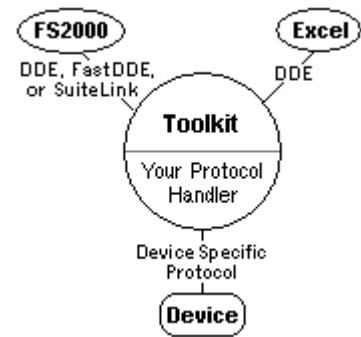 FS2000
Excel
DDE, FastDDE,
or SuiteLink
DDE
Toolkit
Your Protocol
Handler
Device Specific
Protocol
Device